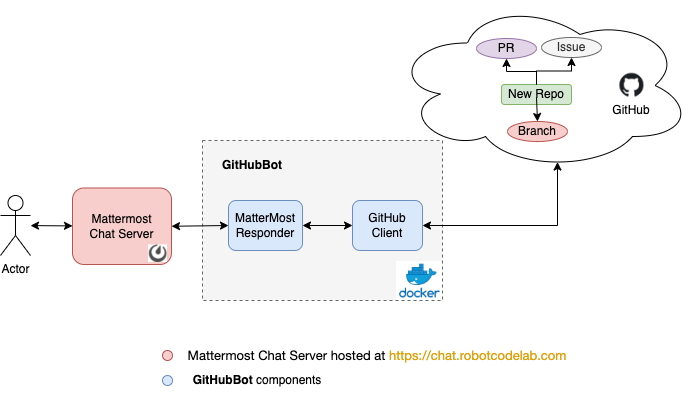 PR
Issue
New Repo
GitHub
Branch
GitHubBot
Mattermost
Chat Server
MatterMost
Responder
GitHub
Client
Actor
docker
Mattermost Chat Server hosted at https://chat.robotcodelab.com
GitHubBot components